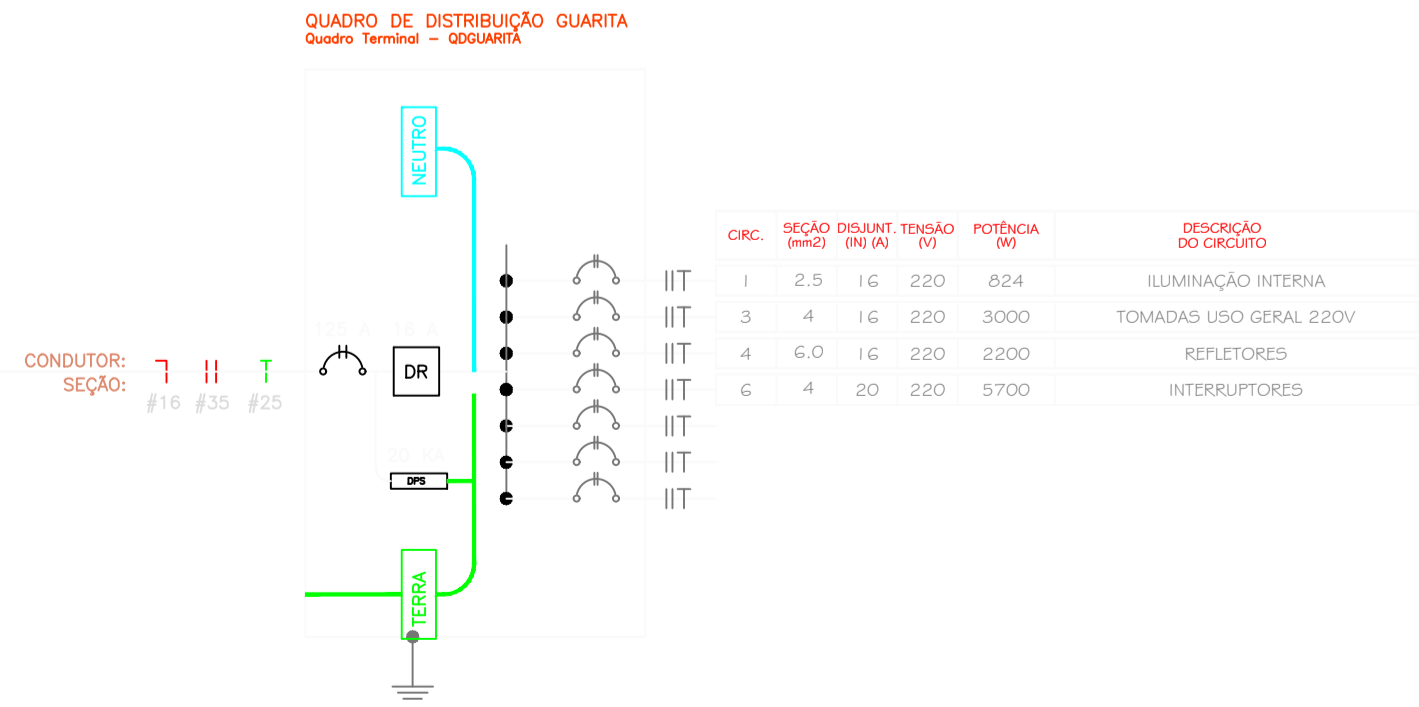 QUADRO DE DISTRIBUIÇÃO GUARITA
Quadro Terminal – QDGUARITA
NEUTRO
125 A
16 A
DR
CONDUTOR:
SEÇÃO:
#16 #35 #25
20 KA
DPS
TERRA
CIRC. SEÇÃO (mm2) DISJUNT. (IN) (A) TENSÃO (V) POTÊNCIA (W) DESCRIÇÃO DO CIRCUITO
1 2.5 16 220 824 ILUMINAÇÃO INTERNA
3 4 16 220 3000 TOMADAS USO GERAL 220V
4 6.0 16 220 2200 REFLETORES
6 4 20 220 5700 INTERRUPTORES